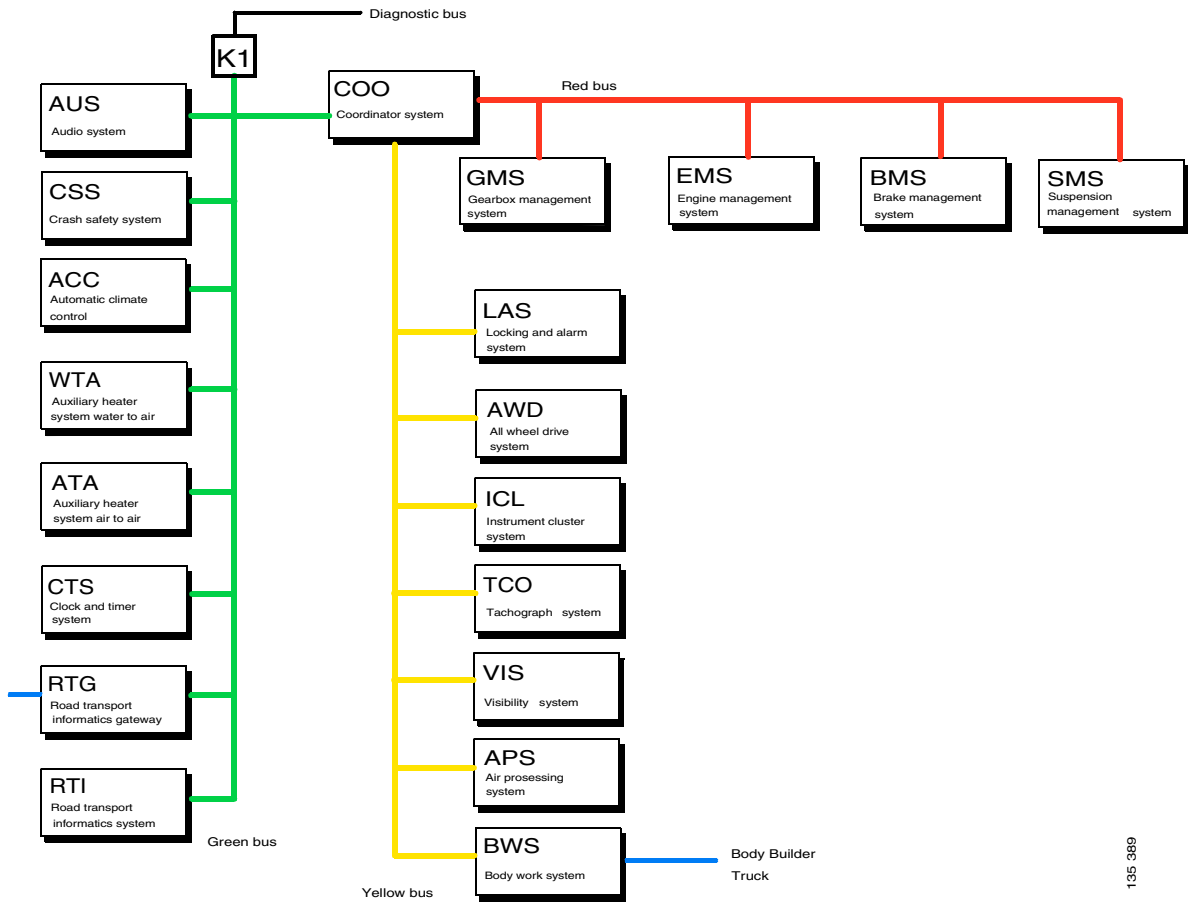 Diagnostic bus
K1
AUS
Audio system
CSS
Crash safety system
ACC
Automatic climate
control
WTA
Auxiliary heater
system water to air
ATA
Auxiliary heater
system air to air
CTS
Clock and timer
system
RTG
Road transport
informatics gateway
RTI
Road transport
informatics system
Green bus
COO
Coordinator system
Red bus
GMS
Gearbox management
system
EMS
Engine management
system
BMS
Brake management
system
SMS
Suspension
management system
LAS
Locking and alarm
system
AWD
All wheel drive
system
ICL
Instrument cluster
system
TCO
Tachograph system
VIS
Visibility system
APS
Air prosessing
system
BWS
Body work system
Yellow bus
Body Builder
Truck
135 389